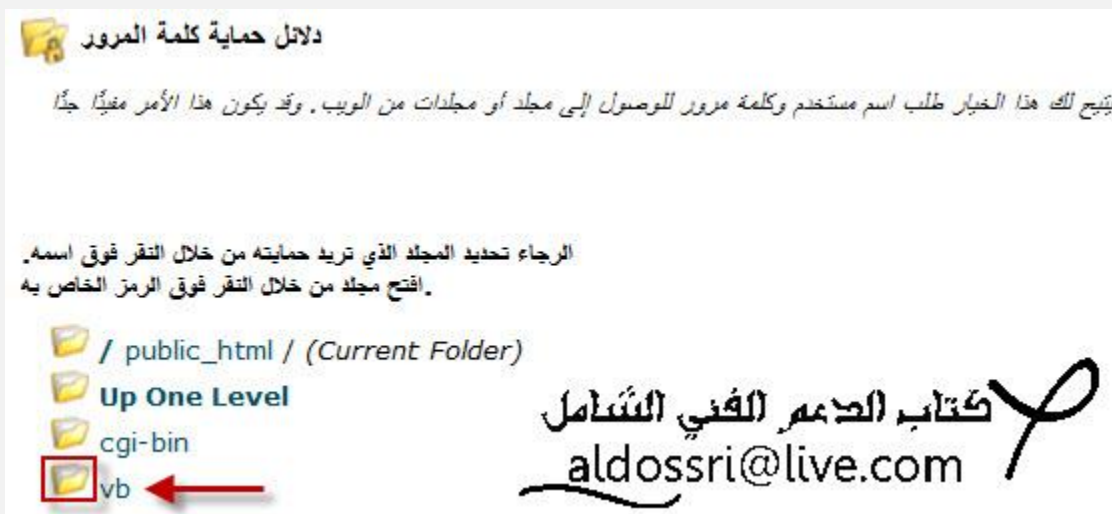 دلائل حماية كلمة المرور
يتيح لك هذا الخيار طلب اسم مستخدم وكلمة مرور للوصول إلى مجلد أو مجلدات من الويب. وقد يكون هذا الأمر مفيدًا جدًا
الرجاء تحديد المجلد الذي تريد حمايته من خلال النقر فوق اسمه.
.افتح مجلد من خلال النقر فوق الرمز الخاص به
/ public_html / (Current Folder)
Up One Level
cgi-bin
vb
كتاب الدعم الفني الشامل
aldossri@live.com